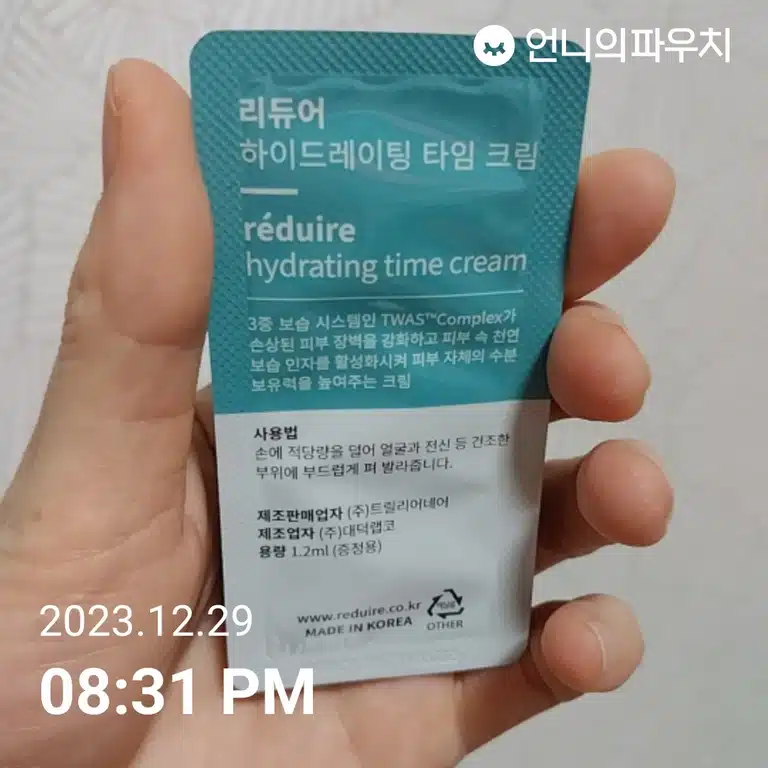 언니의파우치
리듀어
하이드레이팅 타임 크림
réduire
hydrating time cream
3중 보습 시스템인 TWAS™Complex가
손상된 피부 장벽을 강화하고 피부 속 천연
보습 인자를 활성화시켜 피부 자체의 수분
보유력을 높여주는 크림
사용법
손에 적당량을 덜어 얼굴과 전신 등 건조한
부위에 부드럽게 펴 발라줍니다.
제조판매업자 (주)트릴리어네어
제조업자 (주)대덕랩코
용량 1.2ml (증정용)
www.reduire.co.kr
MADE IN KOREA
OTHER
2023.12.29
08:31 PM